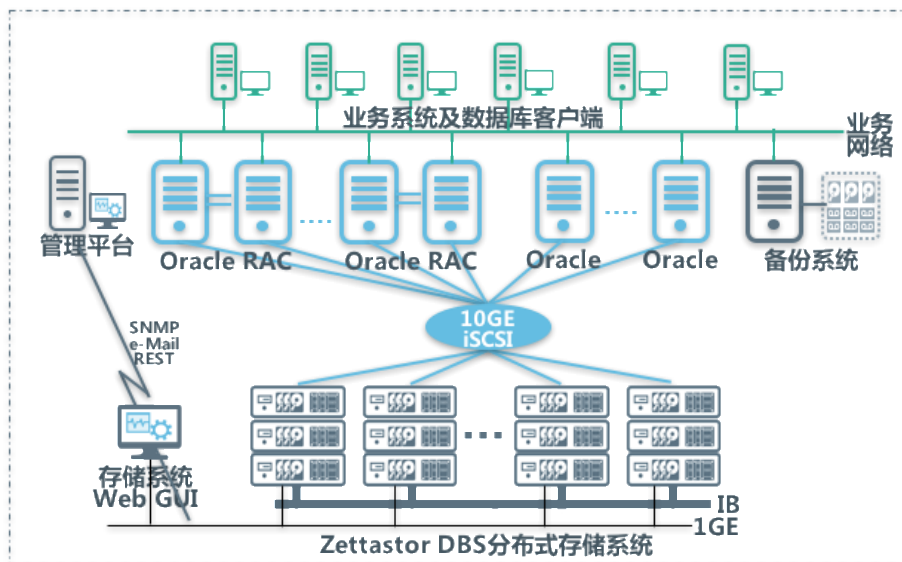 业务系统及数据库客户端
业务
网络
管理平台
Oracle RAC
Oracle RAC
Oracle
Oracle
备份系统
10GE
iSCSI
SNMP
e-Mail
REST
存储系统
Web GUI
IB
1GE
Zettastor DBS分布式存储系统